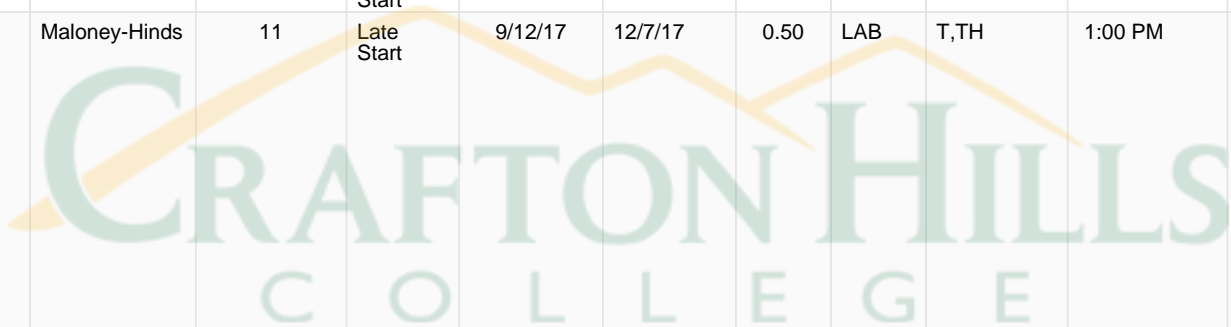 Start
Maloney-Hinds 11 Late Start 9/12/17 12/7/17 0.50 LAB T,TH 1:00 PM
CRAFTON HILLS
COLLEGE